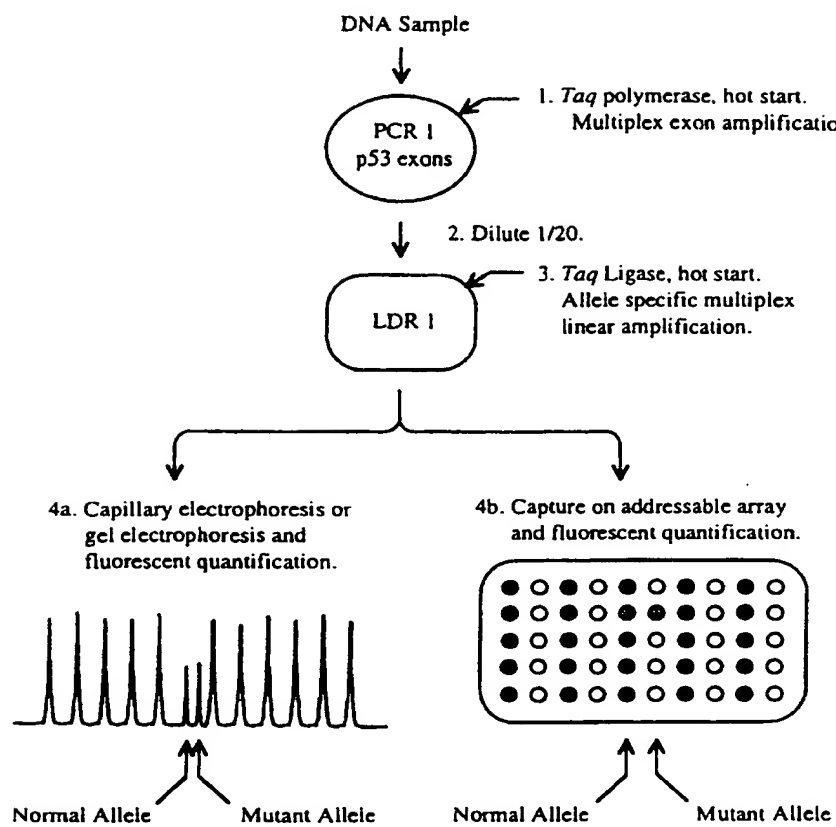 DNA Sample
1. Taq polymerase, hot start.
Multiplex exon amplificatio
PCR 1
p53 exons
2. Dilute 1/20.
3. Taq Ligase, hot start.
Allele specific multiplex
linear amplification.
LDR 1
4a. Capillary electrophoresis or
gel electrophoresis and
fluorescent quantification.
4b. Capture on addressable array
and fluorescent quantification.
Normal Allele
Mutant Allele
Normal Allele
Mutant Allele